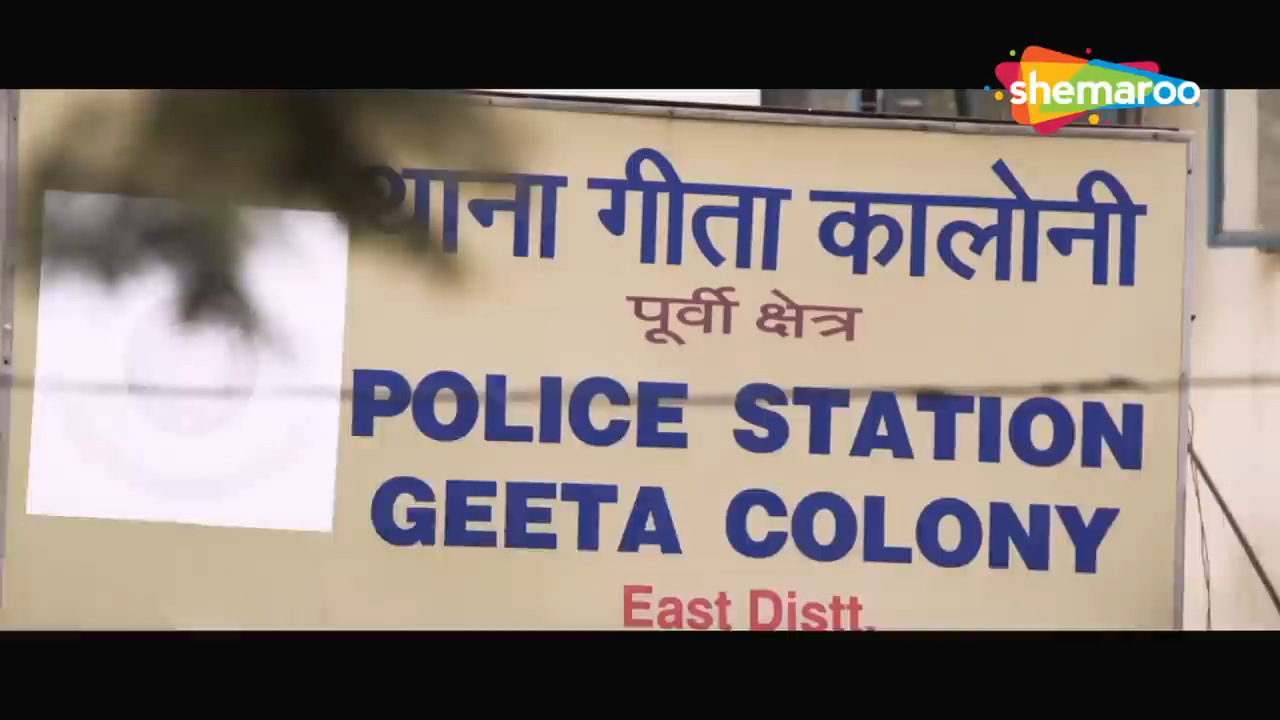 shemaroo
थाना गीता कालोनी
पूर्वी क्षेत्र
POLICE STATION
GEETA COLONY
East Distt.